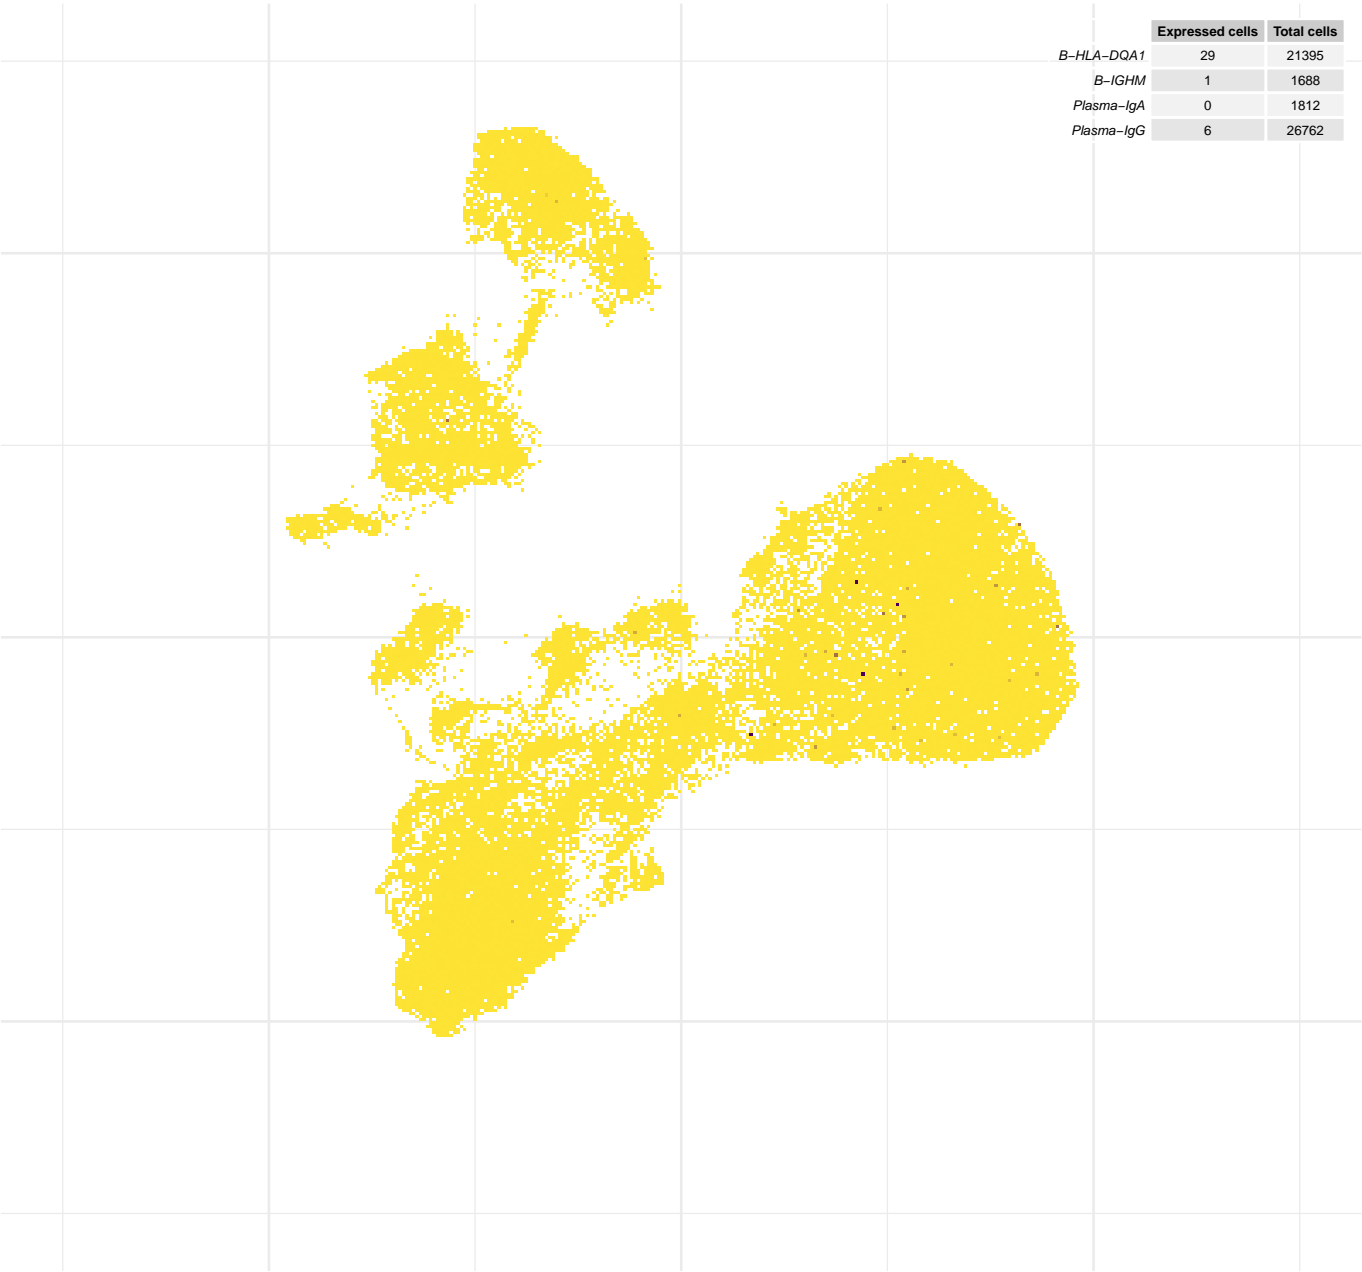 Expressed cells Total cells
B−HLA−DQA1 29 21395
B−IGHM 1 1688
Plasma−IgA 0 1812
Plasma−IgG 6 26762